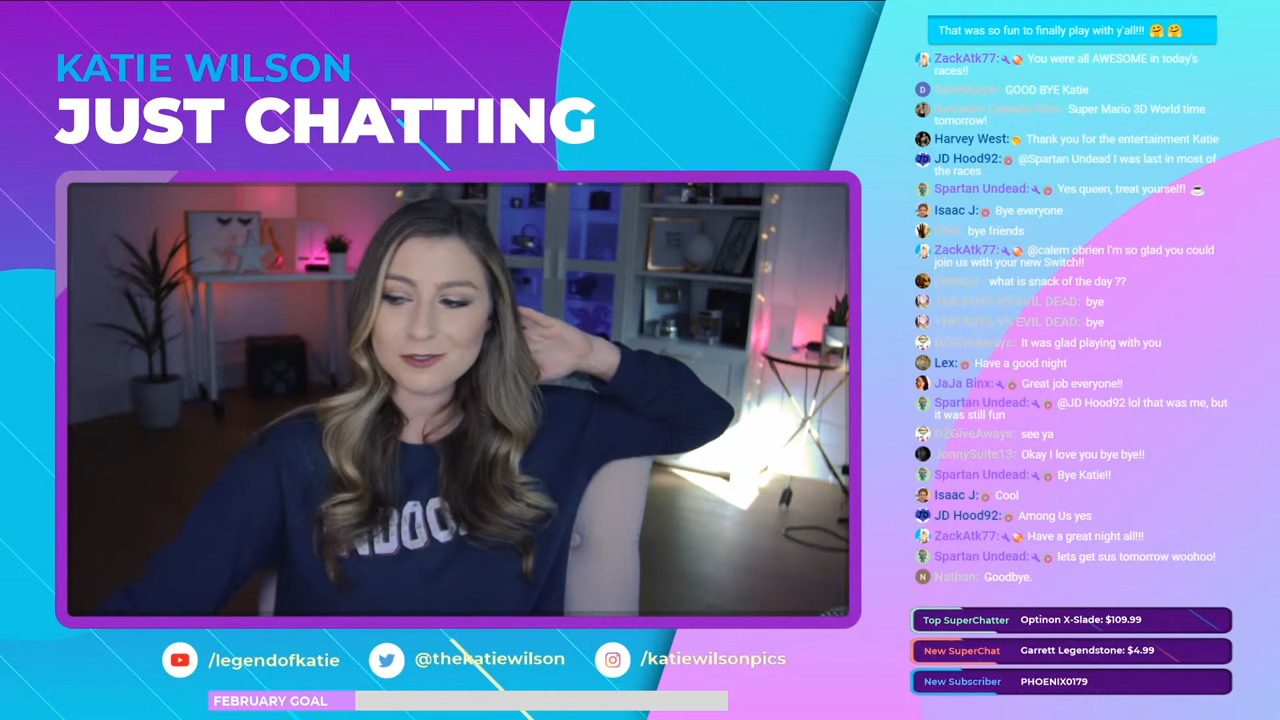 KATIE WILSON
JUST CHATTING
NDOO
/legendofkatie
@thekatiewilson
/katiewilsonpics
FEBRUARY GOAL
That was so fun to finally play with y'all!!! 🤗 🤗
ZackAtk77: You were all AWESOME in today's
races!!
D GOOD BYE Katie
Super Mario 3D World time
tomorrow!
Harvey West: Thank you for the entertainment Katie
JD Hood92: @Spartan Undead I was last in most of
the races
Spartan Undead: Yes queen, treat yourself! ☕
Isaac J: Bye everyone
bye friends
ZackAtk77: @calem obrien I'm so glad you could
join us with your new Switch!!
what is snack of the day ??
EVIL DEAD: bye
EVIL DEAD: bye
DZGiveaways: It was glad playing with you
Lex: Have a good night
JaJa Binx: Great job everyone!!
Spartan Undead: @JD Hood92 lol that was me, but
it was still fun
DZGiveAways: see ya
JonnySuite13: Okay I love you bye bye!!
Spartan Undead: Bye Katie!!
Isaac J: Cool
JD Hood92: Among Us yes
ZackAtk77: Have a great night all!!!
Spartan Undead: lets get sus tomorrow woohoo!
N Nathan: Goodbye.
Top SuperChatter Optinon X-Slade: $109.99
New SuperChat Garrett Legendstone: $4.99
New Subscriber PHOENIX0179